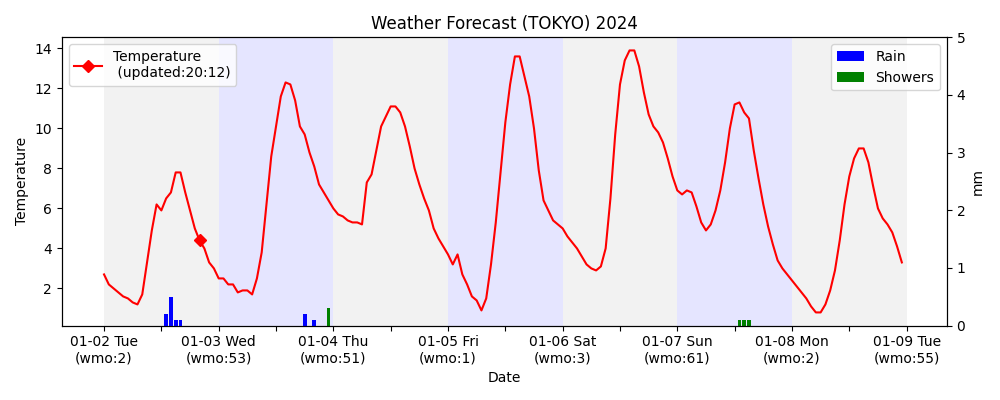 Weather Forecast (TOKYO) 2024
Temperature
(updated:20:12)
Rain
Showers
14
12
10
8
6
4
2
Temperature
5
4
3
2
1
0
mm
01-02 Tue 01-03 Wed 01-04 Thu 01-05 Fri 01-06 Sat 01-07 Sun 01-08 Mon 01-09 Tue
(wmo:2) (wmo:53) (wmo:51) (wmo:1) (wmo:3) (wmo:61) (wmo:2) (wmo:55)
Date